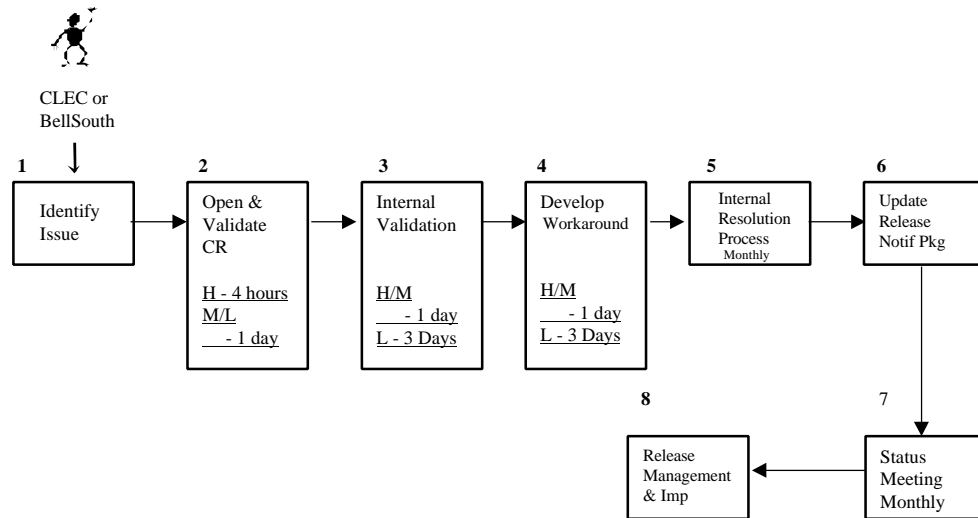 CLEC or
BellSouth
1
Identify
Issue
2
Open &
Validate
CR
H - 4 hours
M/L
- 1 day
3
Internal
Validation
H/M
- 1 day
L - 3 Days
4
Develop
Workaround
H/M
- 1 day
L - 3 Days
5
Internal
Resolution
Process
Monthly
6
Update
Release
Notif Pkg
7
Status
Meeting
Monthly
8
Release
Management
& Imp